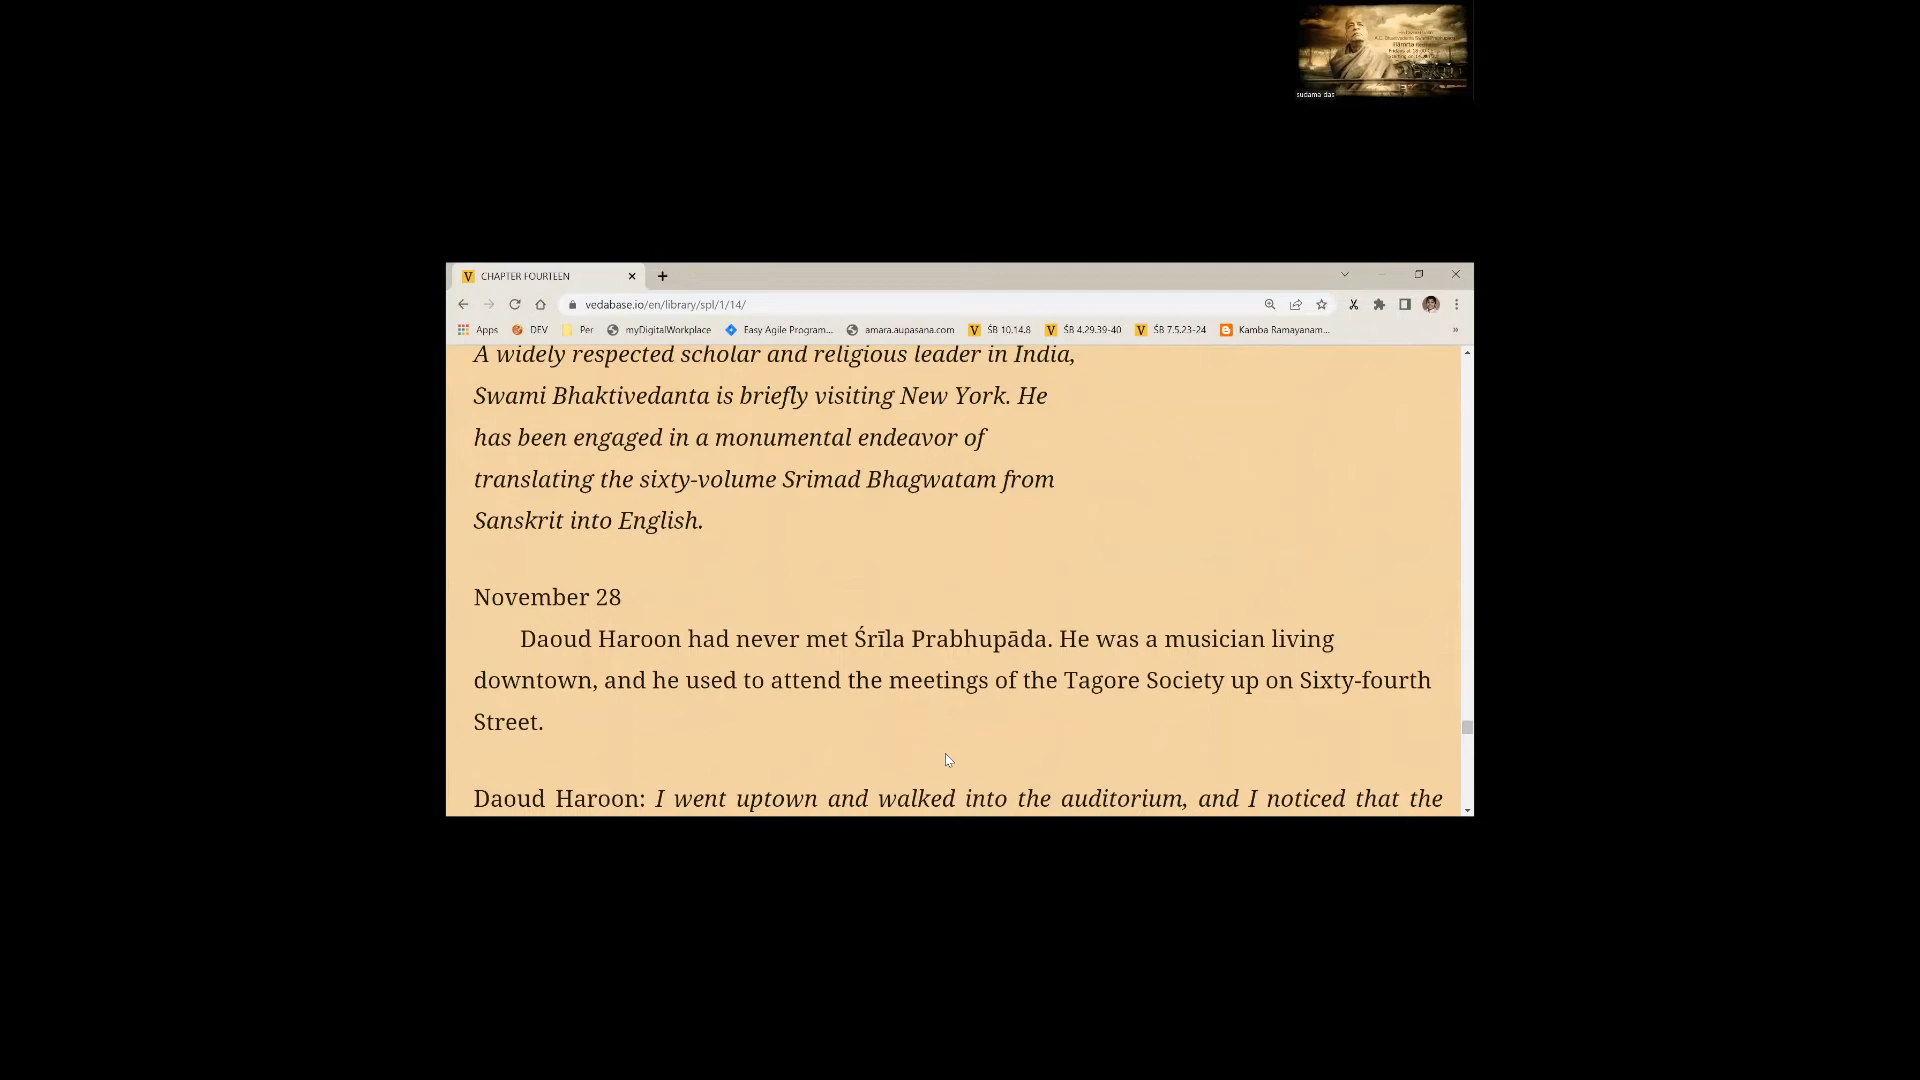 sudama das
CHAPTER FOURTEEN
vedabase.io/en/library/spl/1/14/
Apps DEV Per myDigitalWorkplace Easy Agile Program... amara.aupasana.com ŚB 10.14.8 ŚB 4.29.39-40 ŚB 7.5.23-24 Kamba Ramayanam... »
A widely respected scholar and religious leader in India,
Swami Bhaktivedanta is briefly visiting New York. He
has been engaged in a monumental endeavor of
translating the sixty-volume Srimad Bhagwatam from
Sanskrit into English.
November 28
Daoud Haroon had never met Śrīla Prabhupāda. He was a musician living
downtown, and he used to attend the meetings of the Tagore Society up on Sixty-fourth
Street.
Daoud Haroon: I went uptown and walked into the auditorium, and I noticed that the